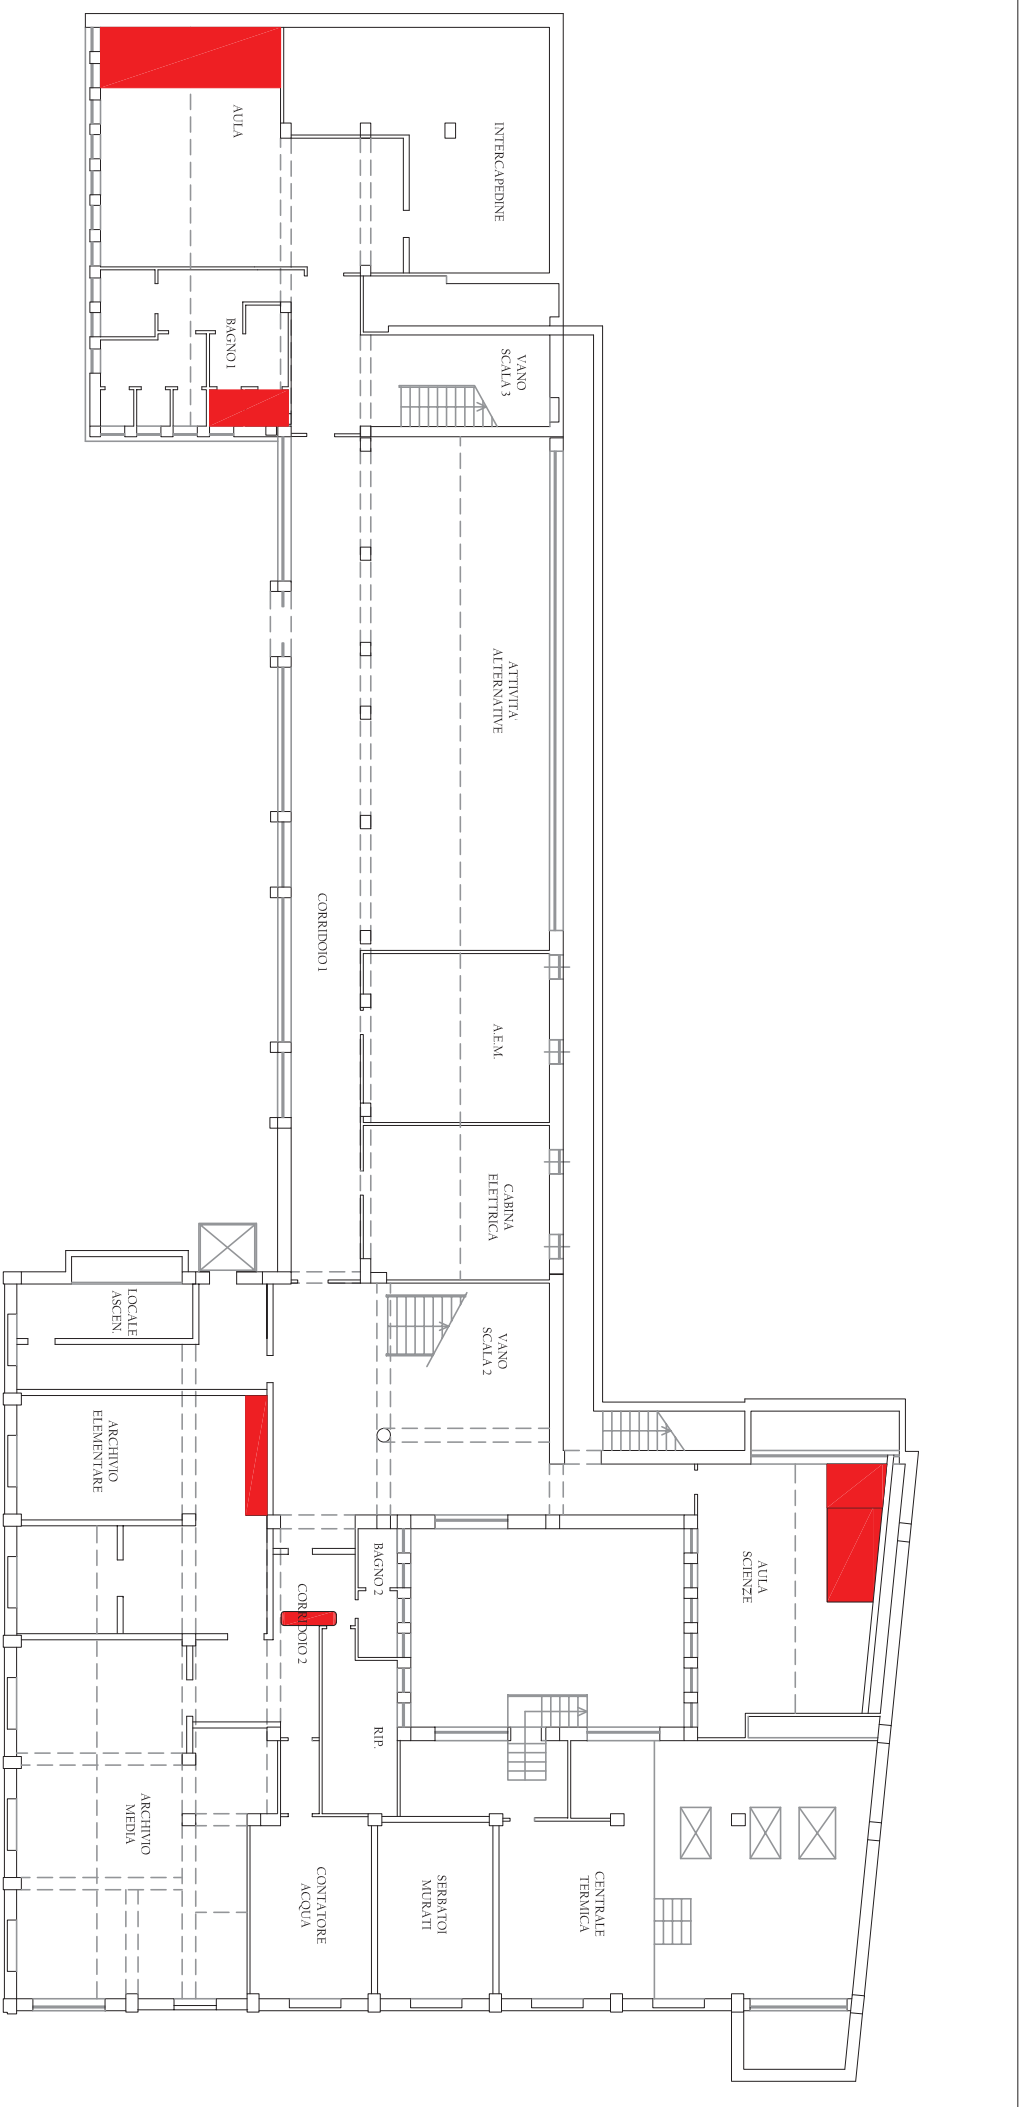 AULA
INTERCAPEDINE
BAGNO 1
VANO
SCALA 3
ATTIVITA'
ALTERNATIVE
CORRIDOIO 1
A.E.M.
CABINA
ELETTRICA
LOCALE
ASCEN.
VANO
SCALA 2
ARCHIVIO
ELEMENTARE
BAGNO 2
CORRIDOIO 2
AULA
SCIENZE
RIP.
ARCHIVIO
MEDIA
CONTATORE
ACQUA
SERBATOI
MURATI
CENTRALE
TERMICA